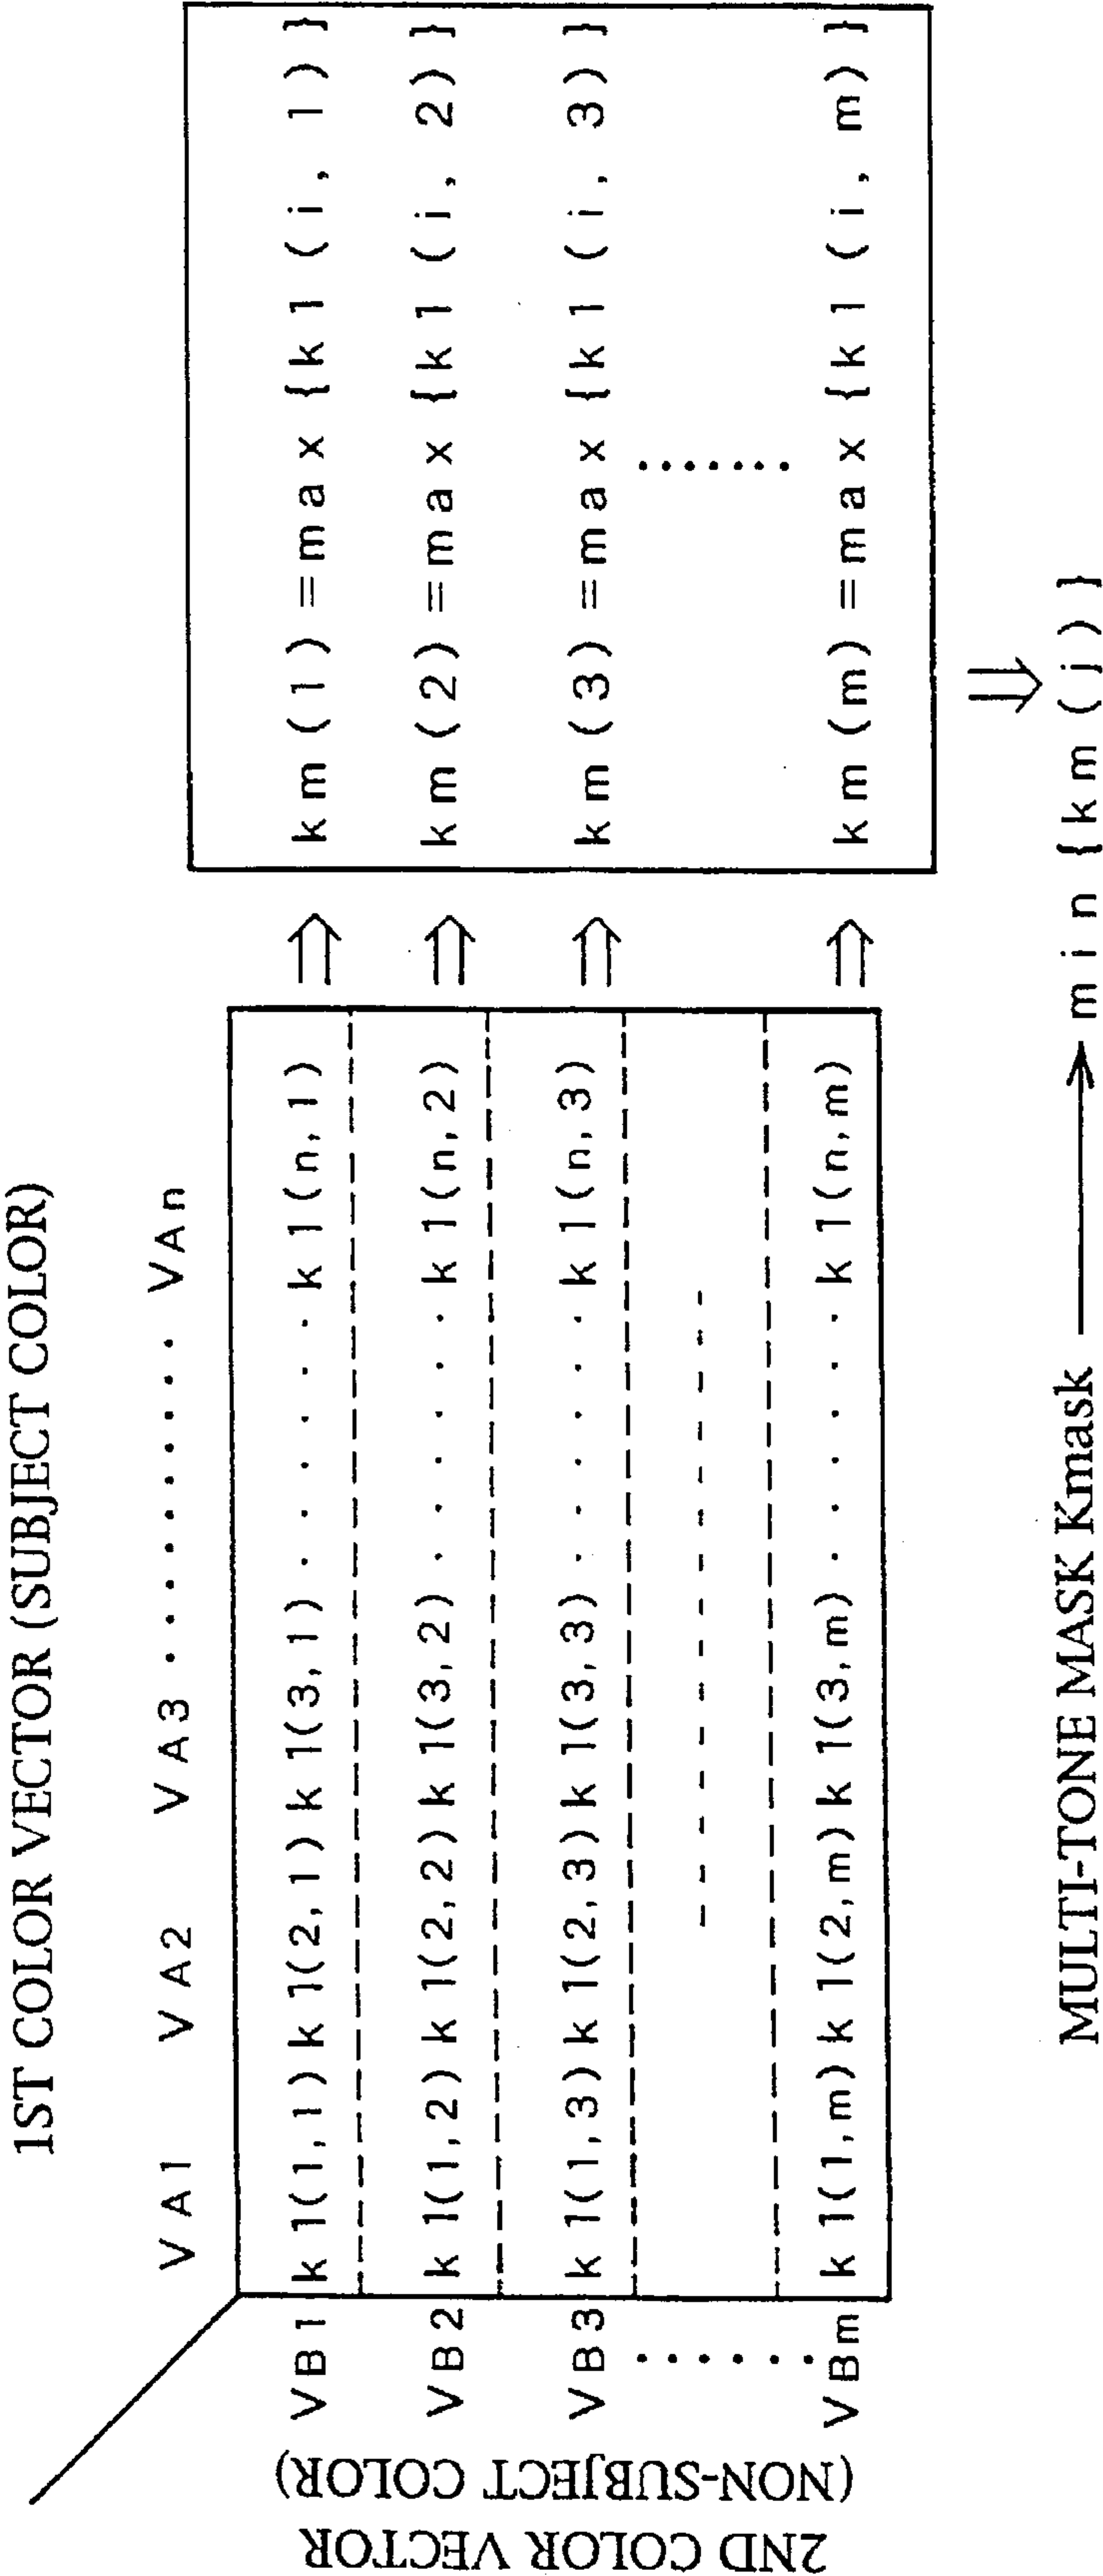 1ST COLOR VECTOR (SUBJECT COLOR)
VA1 VA2 VA3 ········· VAn
2ND COLOR VECTOR
(NON-SUBJECT COLOR)
VB1 k1(1,1) k1(2,1) k1(3,1) ······ k1(n,1) ⇒ km(1)=max{k1(i, 1)}
VB2 k1(1,2) k1(2,2) k1(3,2) ······ k1(n,2) ⇒ km(2)=max{k1(i, 2)}
VB3 k1(1,3) k1(2,3) k1(3,3) ······ k1(n,3) ⇒ km(3)=max{k1(i, 3)}
VBm k1(1,m) k1(2,m) k1(3,m) ······ k1(n,m) ⇒ km(m)=max{k1(i, m)}
MULTI-TONE MASK Kmask → min{km(j)}